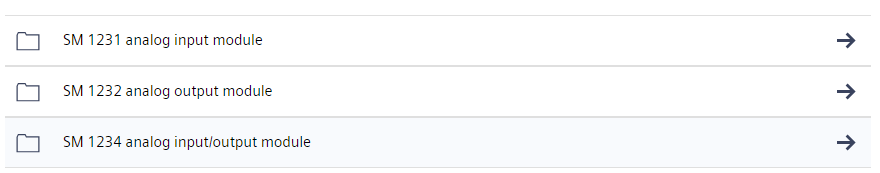 SM 1231 analog input module
SM 1232 analog output module
SM 1234 analog input/output module